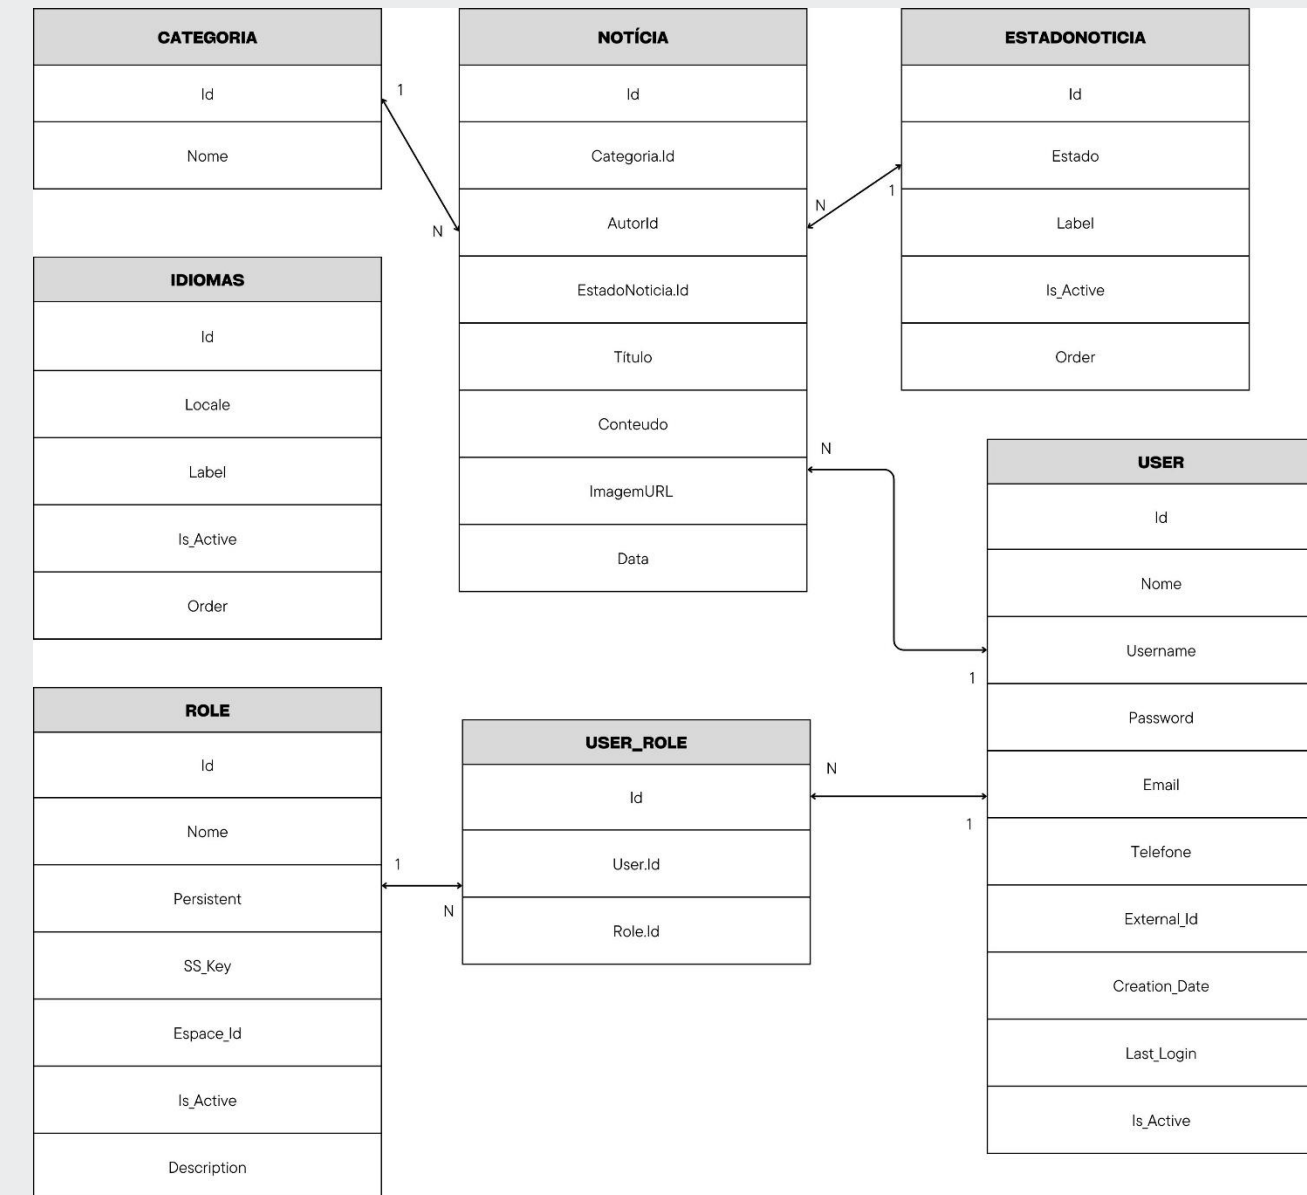 CATEGORIA
Id
Nome
1
N
NOTÍCIA
Id
Categoria.Id
AutorId
EstadoNoticia.Id
Título
Conteudo
ImagemURL
Data
N
1
ESTADONOTICIA
Id
Estado
Label
Is_Active
Order
IDIOMAS
Id
Locale
Label
Is_Active
Order
N
1
USER
Id
Nome
Username
Password
Email
Telefone
External_Id
Creation_Date
Last_Login
Is_Active
ROLE
Id
Nome
Persistent
SS_Key
Espace_Id
Is_Active
Description
1
N
USER_ROLE
Id
User.Id
Role.Id
N
1